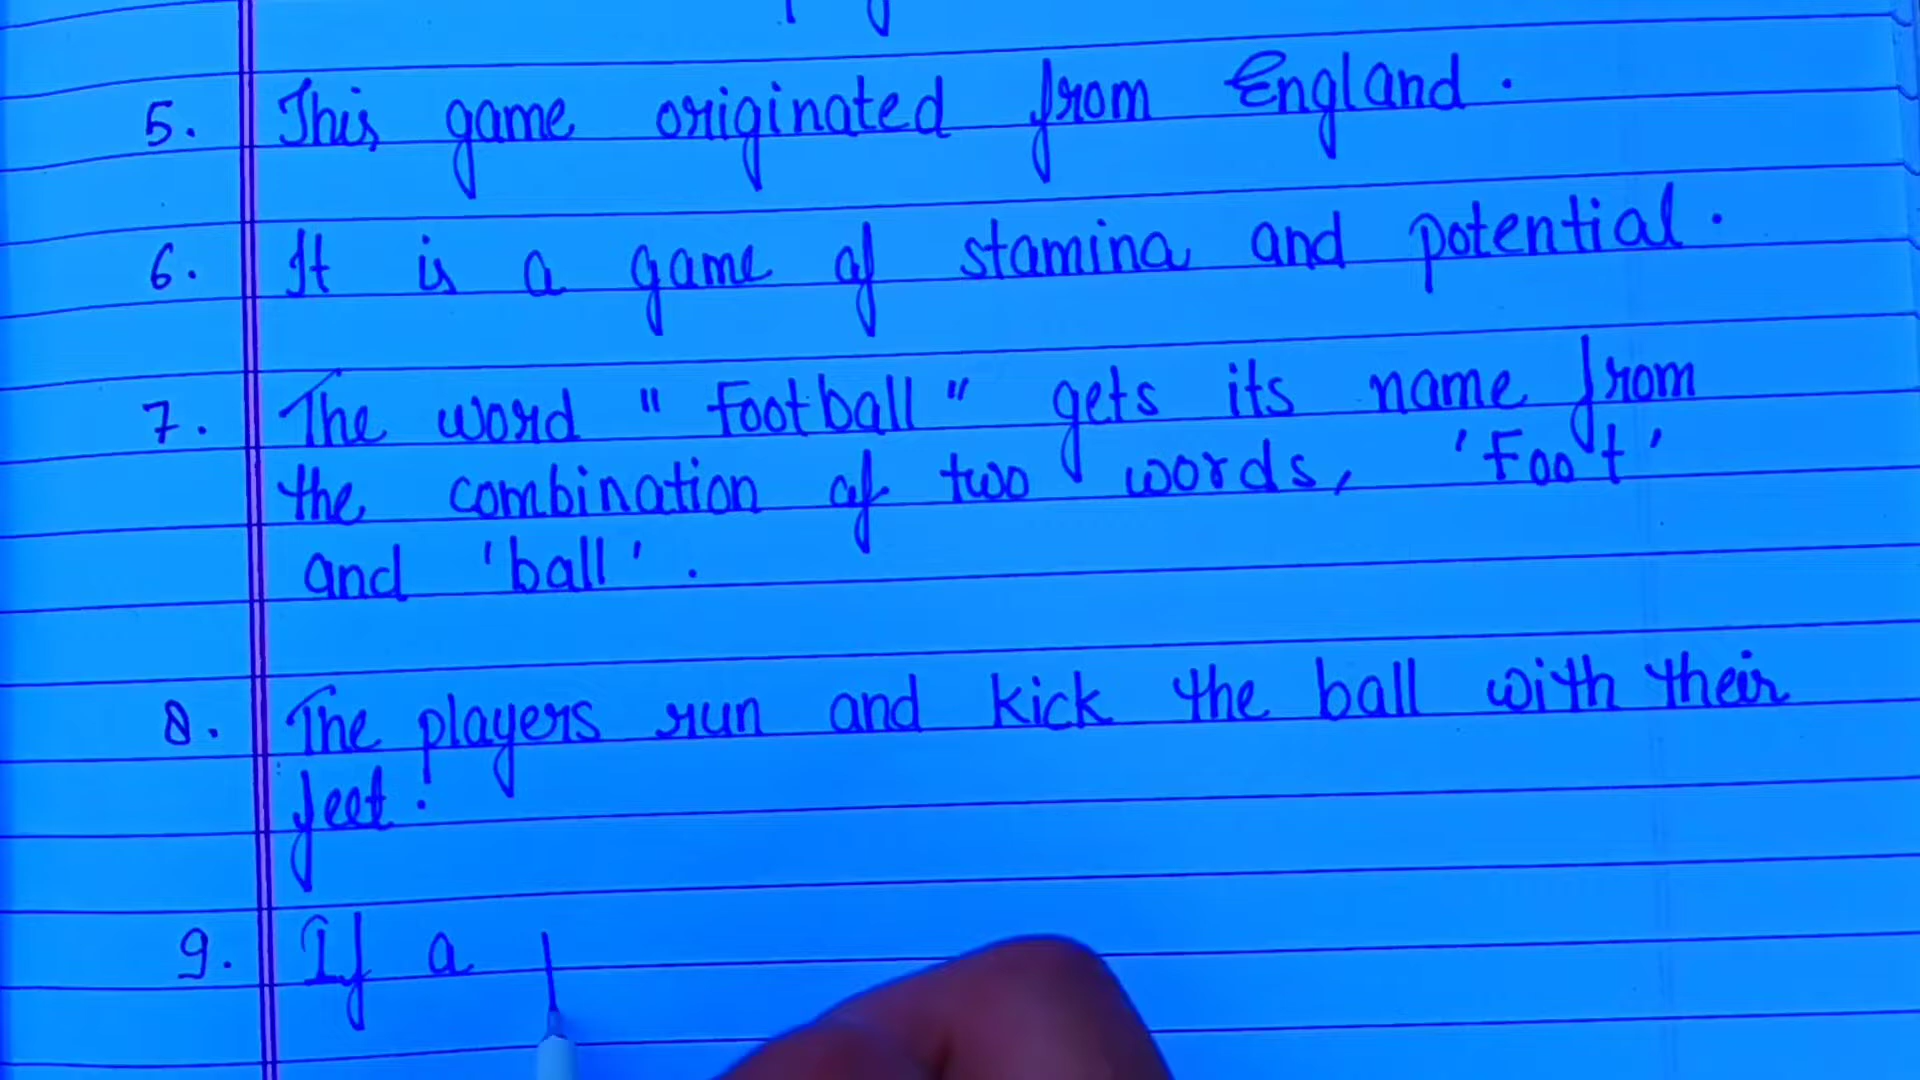 5. This game originated from England.
6. It is a game of stamina and potential.
7. The word "Football" gets its name from
the combination of two words, 'Foot'
and 'ball'.
8. The players run and kick the ball with their
feet.
9. If a